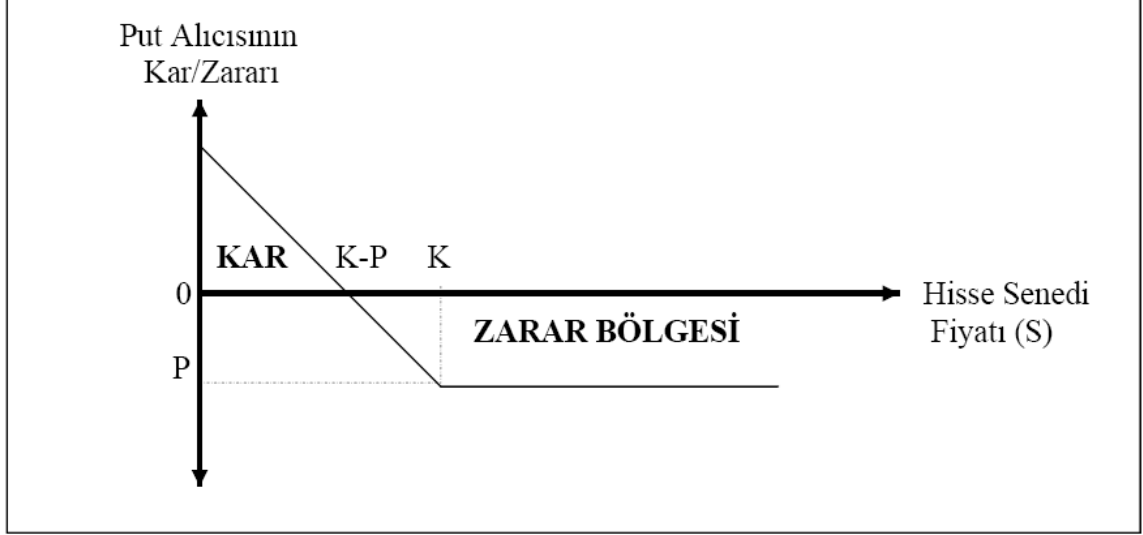 Put Alıcısının
Kar/Zararı
KAR
K-P
K
0
Hisse Senedi
Fiyatı (S)
ZARAR BÖLGESİ
P